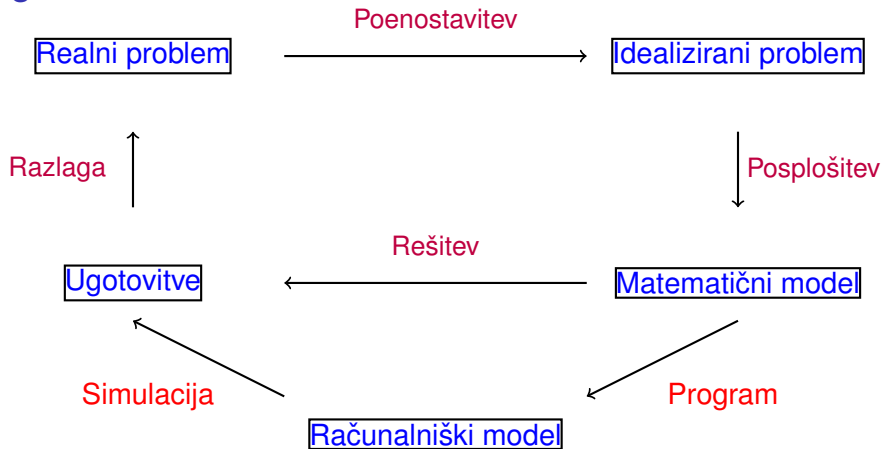 Poenostavitev
Realni problem
Idealizirani problem
Razlaga
Posplošitev
Rešitev
Ugotovitve
Matematični model
Simulacija
Program
Računalniški model